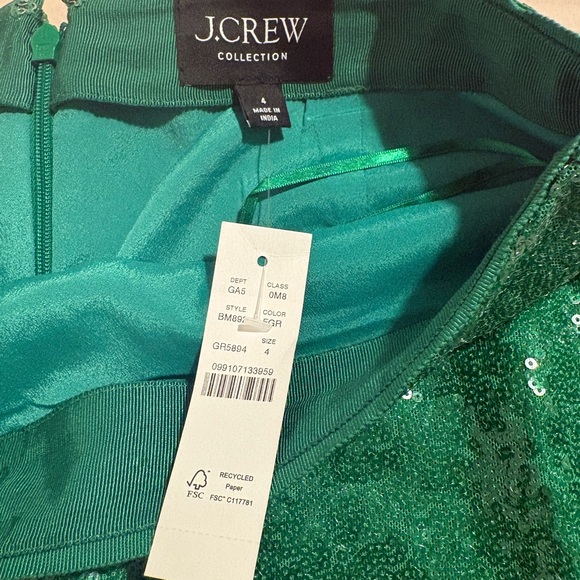 J.CREW
COLLECTION
4
MADE IN
INDIA
DEPT CLASS
GA5 0M8
STYLE COLOR
SIZE
GR5894 4
099107133959
RECYCLED
Paper
FSC
FSC® C117781